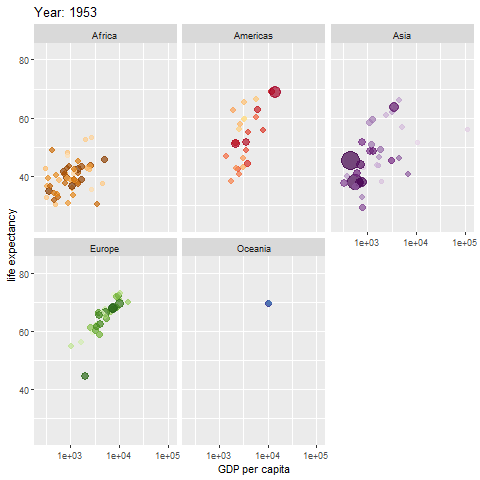 Year: 1953
Africa
Americas
Asia
80
60
40
1e+03 1e+04 1e+05
life expectancy
Europe
Oceania
80
60
40
1e+03 1e+04 1e+05
1e+03 1e+04 1e+05
GDP per capita